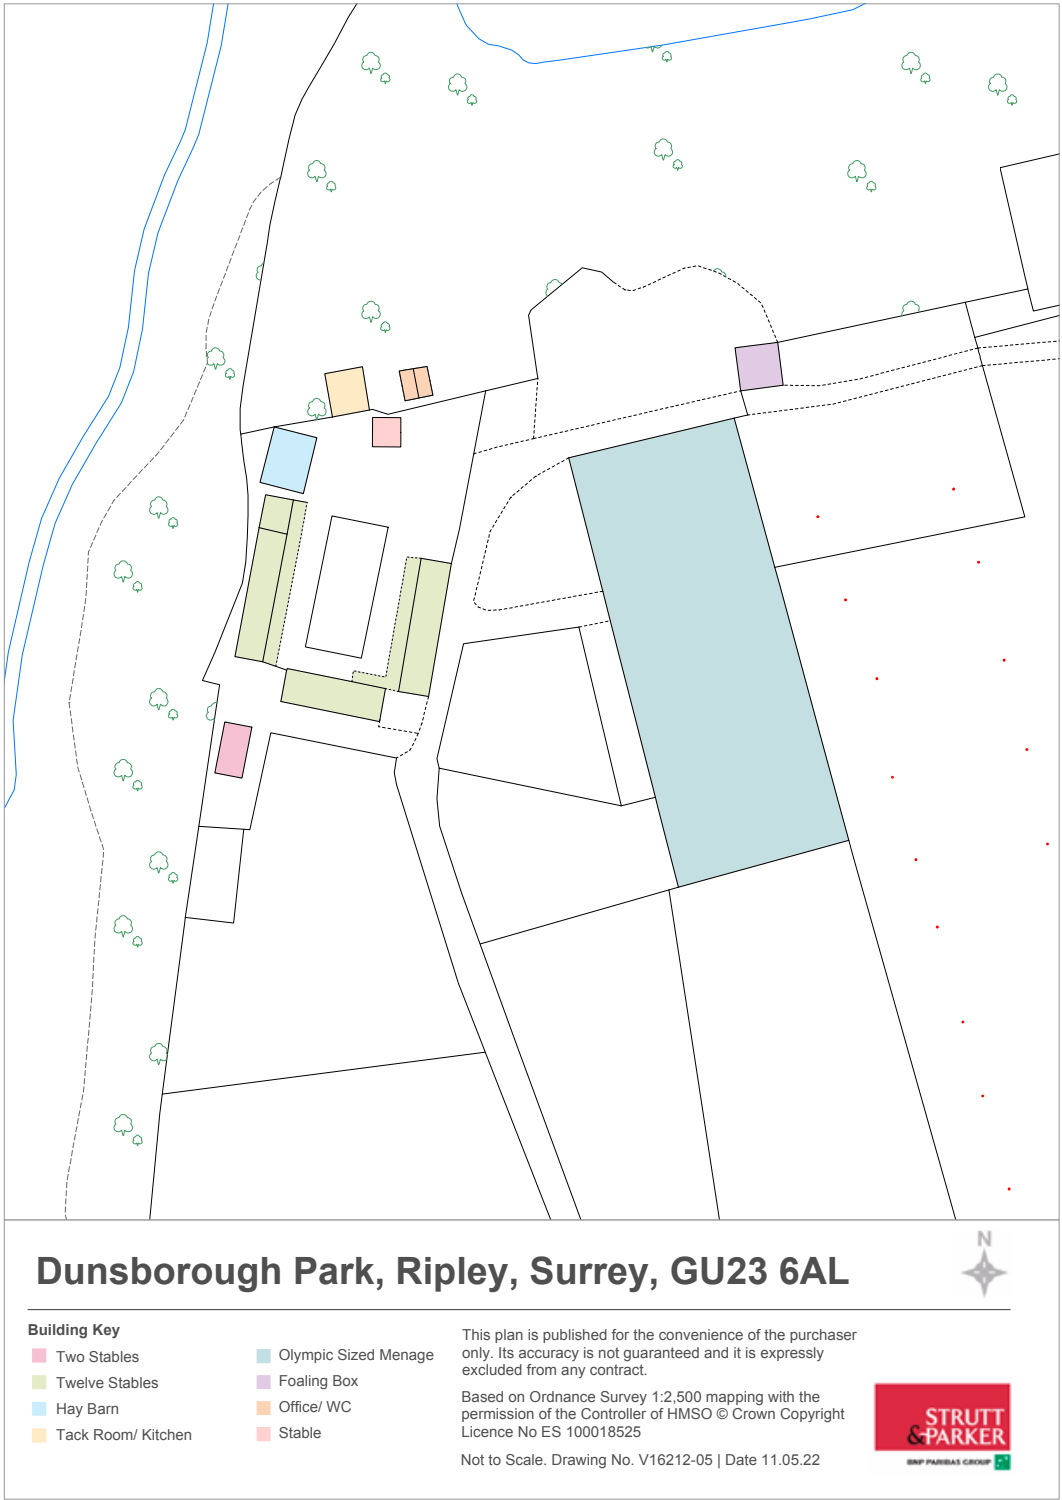 N
Dunsborough Park, Ripley, Surrey, GU23 6AL
Building Key
Two Stables
Twelve Stables
Hay Barn
Tack Room/ Kitchen
Olympic Sized Menage
Foaling Box
Office/ WC
Stable
This plan is published for the convenience of the purchaser
only. Its accuracy is not guaranteed and it is expressly
excluded from any contract.
Based on Ordnance Survey 1:2,500 mapping with the
permission of the Controller of HMSO © Crown Copyright
Licence No ES 100018525
Not to Scale. Drawing No. V16212-05 | Date 11.05.22
STRUTT
&PARKER
BNP PARIBAS GROUP